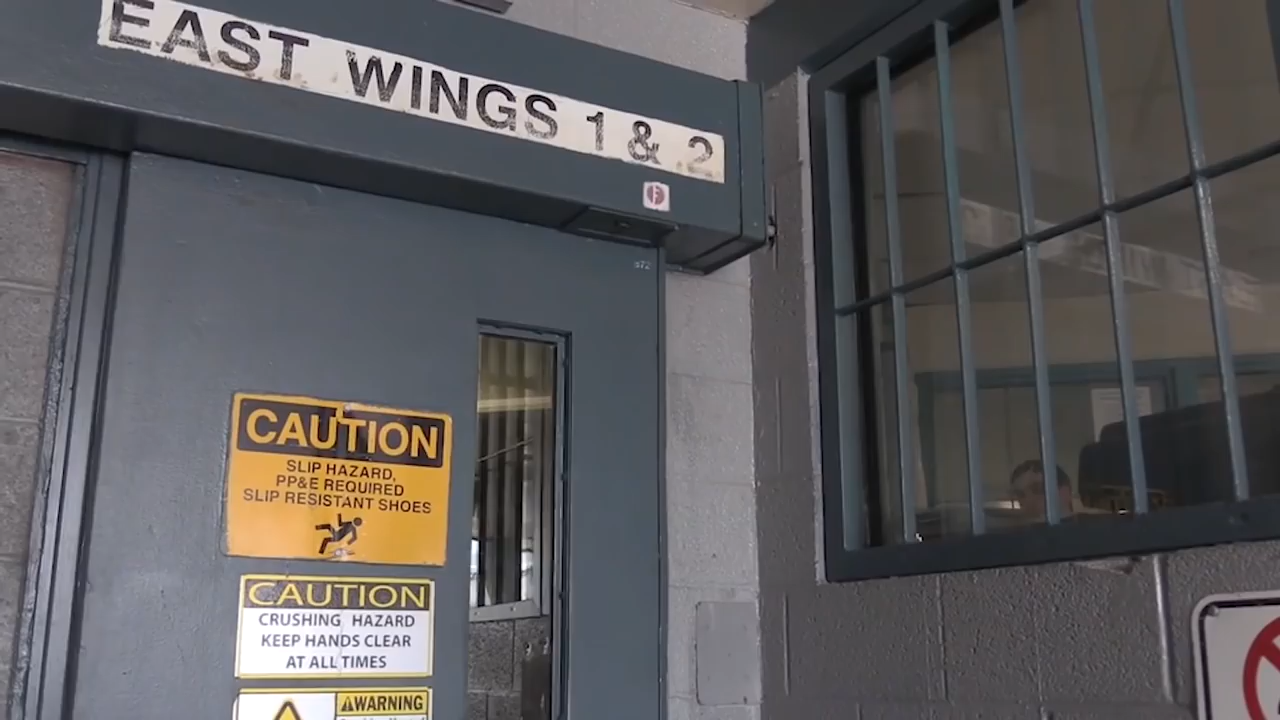 EAST WINGS 1 & 2
F
572
CAUTION
SLIP HAZARD,
PP&E REQUIRED
SLIP RESISTANT SHOES
CAUTION
CRUSHING HAZARD
KEEP HANDS CLEAR
AT ALL TIMES
WARNING